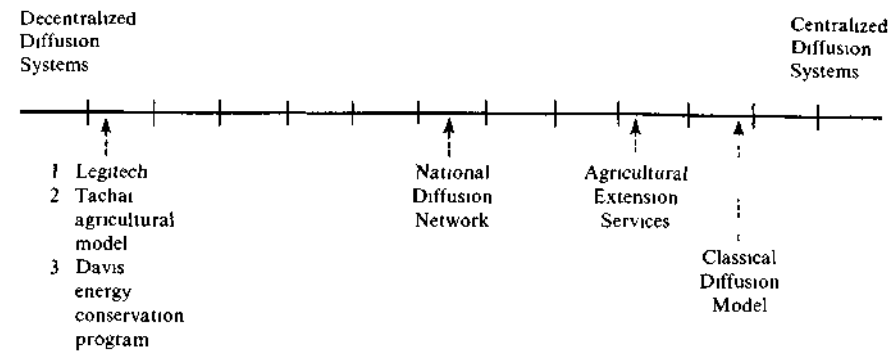 Decentralized
Diffusion
Systems
Centralized
Diffusion
Systems
1 Legitech
2 Tachai
agricultural
model
3 Davis
energy
conservation
program
National
Diffusion
Network
Agricultural
Extension
Services
Classical
Diffusion
Model